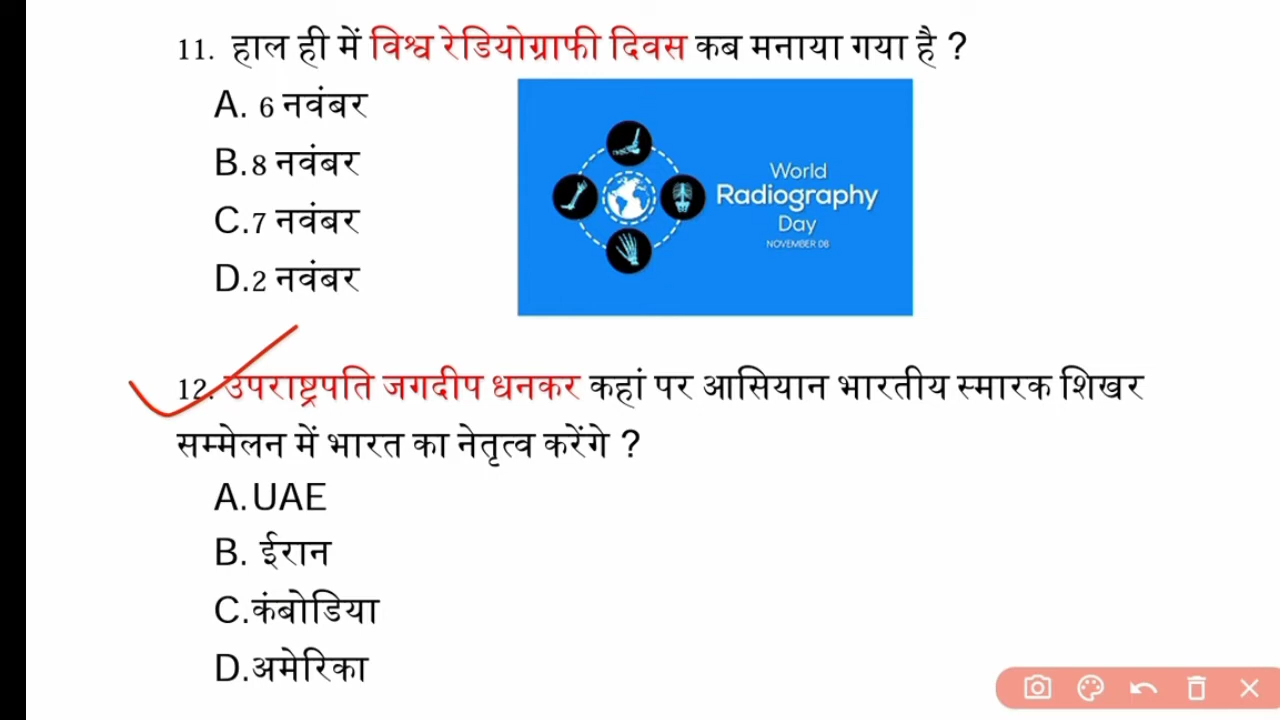 11. हाल ही में विश्व रेडियोग्राफी दिवस कब मनाया गया है ?
A. 6 नवंबर
B.8 नवंबर
C.7 नवंबर
D.2 नवंबर
World
Radiography
Day
NOVEMBER 08
12. उपराष्ट्रपति जगदीप धनकर कहां पर आसियान भारतीय स्मारक शिखर
सम्मेलन में भारत का नेतृत्व करेंगे ?
A.UAE
B. ईरान
C.कंबोडिया
D.अमेरिका